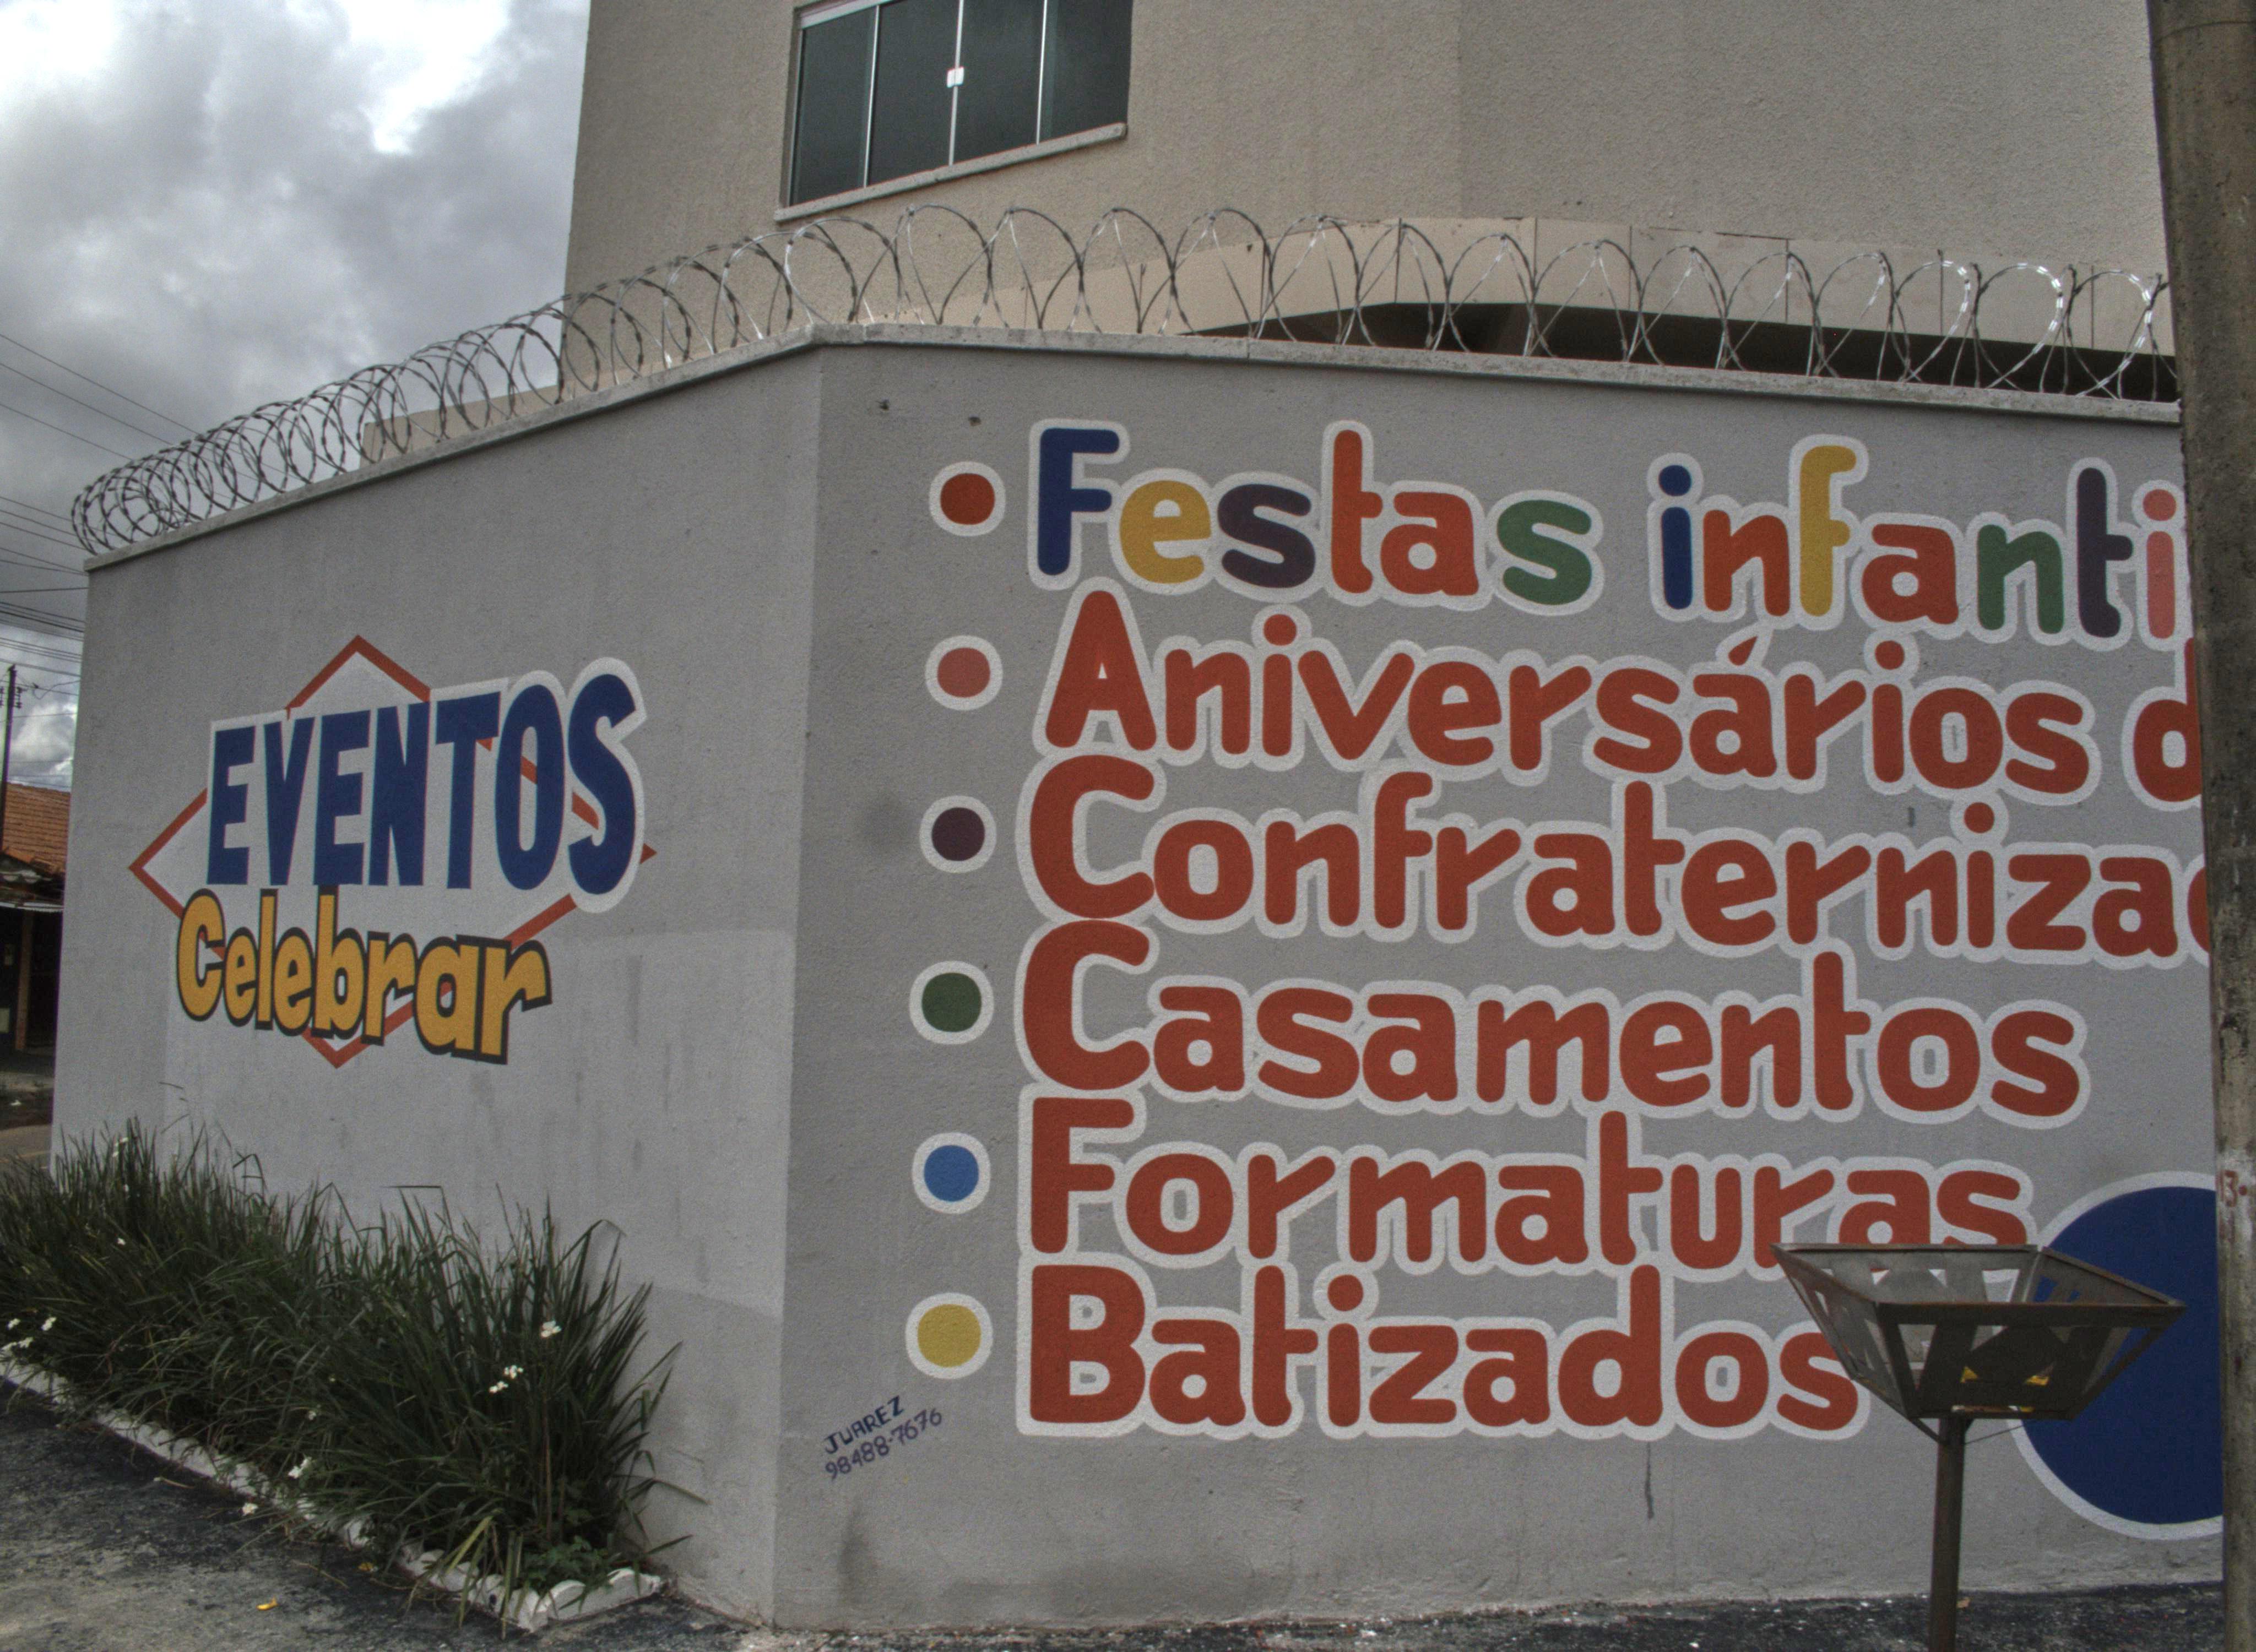 EVENTOS
Celebrar
Festas infanti
Aniversários d
Confraternizaç
Casamentos
Formaturas
Batizados
JUAREZ
98488-7676